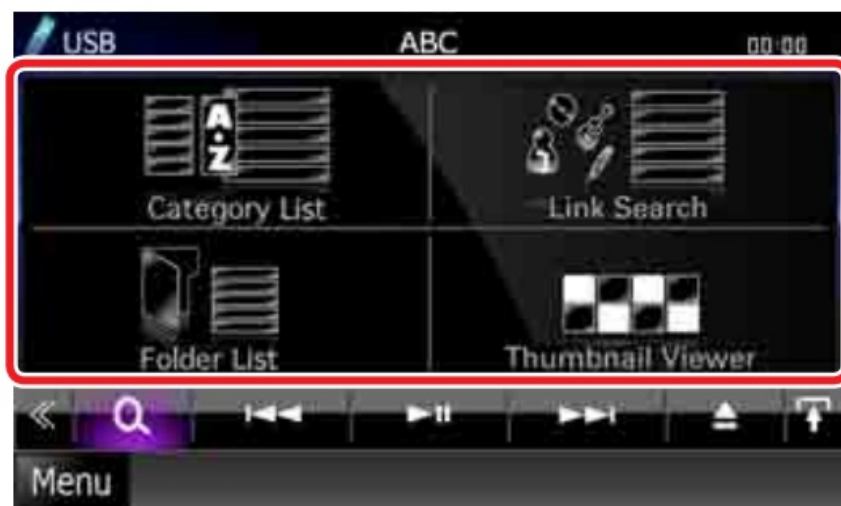 USB ABC 00:00
A
Z
Category List Link Search
Folder List Thumbnail Viewer
Menu